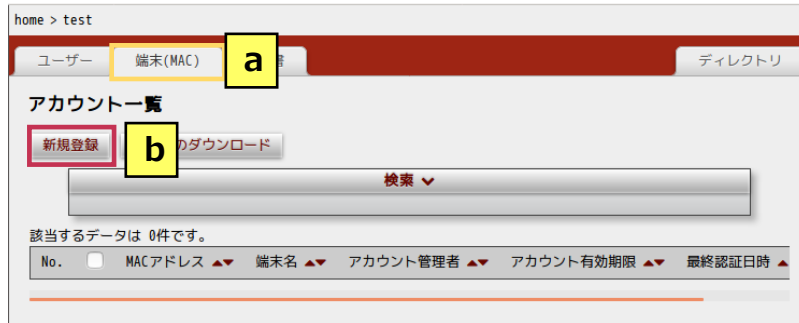 home > test
ユーザー 端末(MAC) a ディレクトリ
アカウント一覧
新規登録 b のダウンロード
検索
該当するデータは 0件です。
No. MACアドレス ▲▼ 端末名 ▲▼ アカウント管理者 ▲▼ アカウント有効期限 ▲▼ 最終認証日時 ▲